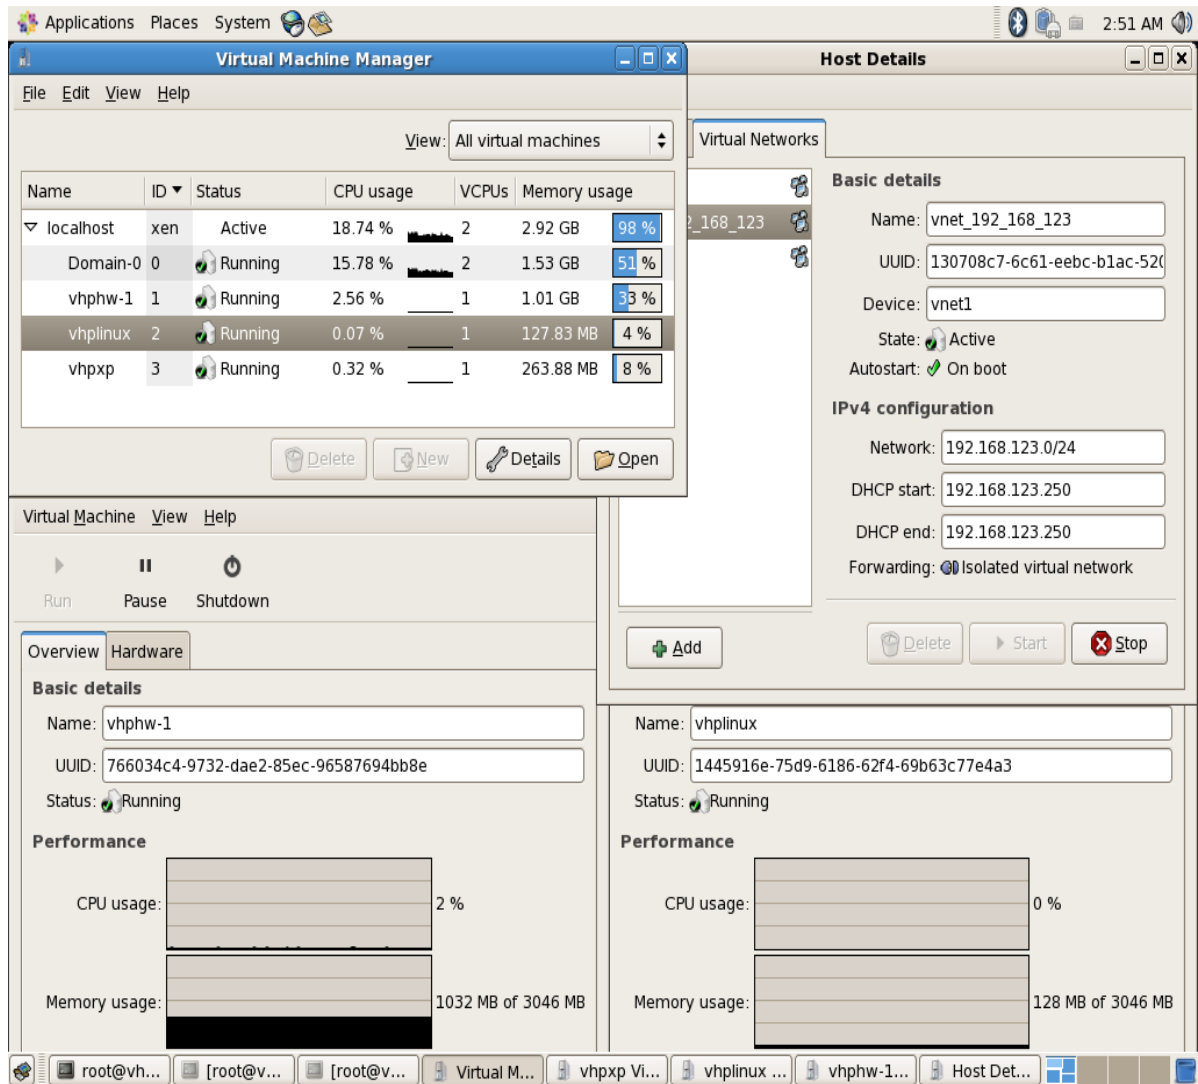 Applications Places System 2:51 AM
Virtual Machine Manager
File Edit View Help
View: All virtual machines
Name ID Status CPU usage VCPUs Memory usage
localhost xen Active 18.74 % 2 2.92 GB 98 %
Domain-0 0 Running 15.78 % 2 1.53 GB 51 %
vhphw-1 1 Running 2.56 % 1 1.01 GB 33 %
vhplinux 2 Running 0.07 % 1 127.83 MB 4 %
vhpxp 3 Running 0.32 % 1 263.88 MB 8 %
Delete New Details Open
Host Details
Virtual Networks
2_168_123
Basic details
Name: vnet_192_168_123
UUID: 130708c7-6c61-eebc-b1ac-520
Device: vnet1
State: Active
Autostart: On boot
IPv4 configuration
Network: 192.168.123.0/24
DHCP start: 192.168.123.250
DHCP end: 192.168.123.250
Forwarding: Isolated virtual network
Add Delete Start Stop
Virtual Machine View Help
Run Pause Shutdown
Overview Hardware
Basic details
Name: vhphw-1
UUID: 766034c4-9732-dae2-85ec-96587694bb8e
Status: Running
Performance
CPU usage: 2 %
Memory usage: 1032 MB of 3046 MB
Name: vhplinux
UUID: 1445916e-75d9-6186-62f4-69b63c77e4a3
Status: Running
Performance
CPU usage: 0 %
Memory usage: 128 MB of 3046 MB
root@vh... [root@v... [root@v... Virtual M... vhpxp Vi... vhplinux ... vhphw-1... Host Det...